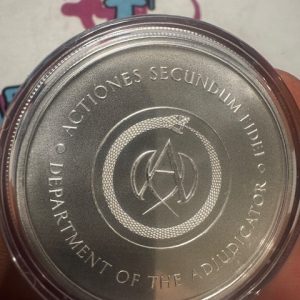 ACTIONES SECUNDUM FIDEI
DEPARTMENT OF THE ADJUDICATOR